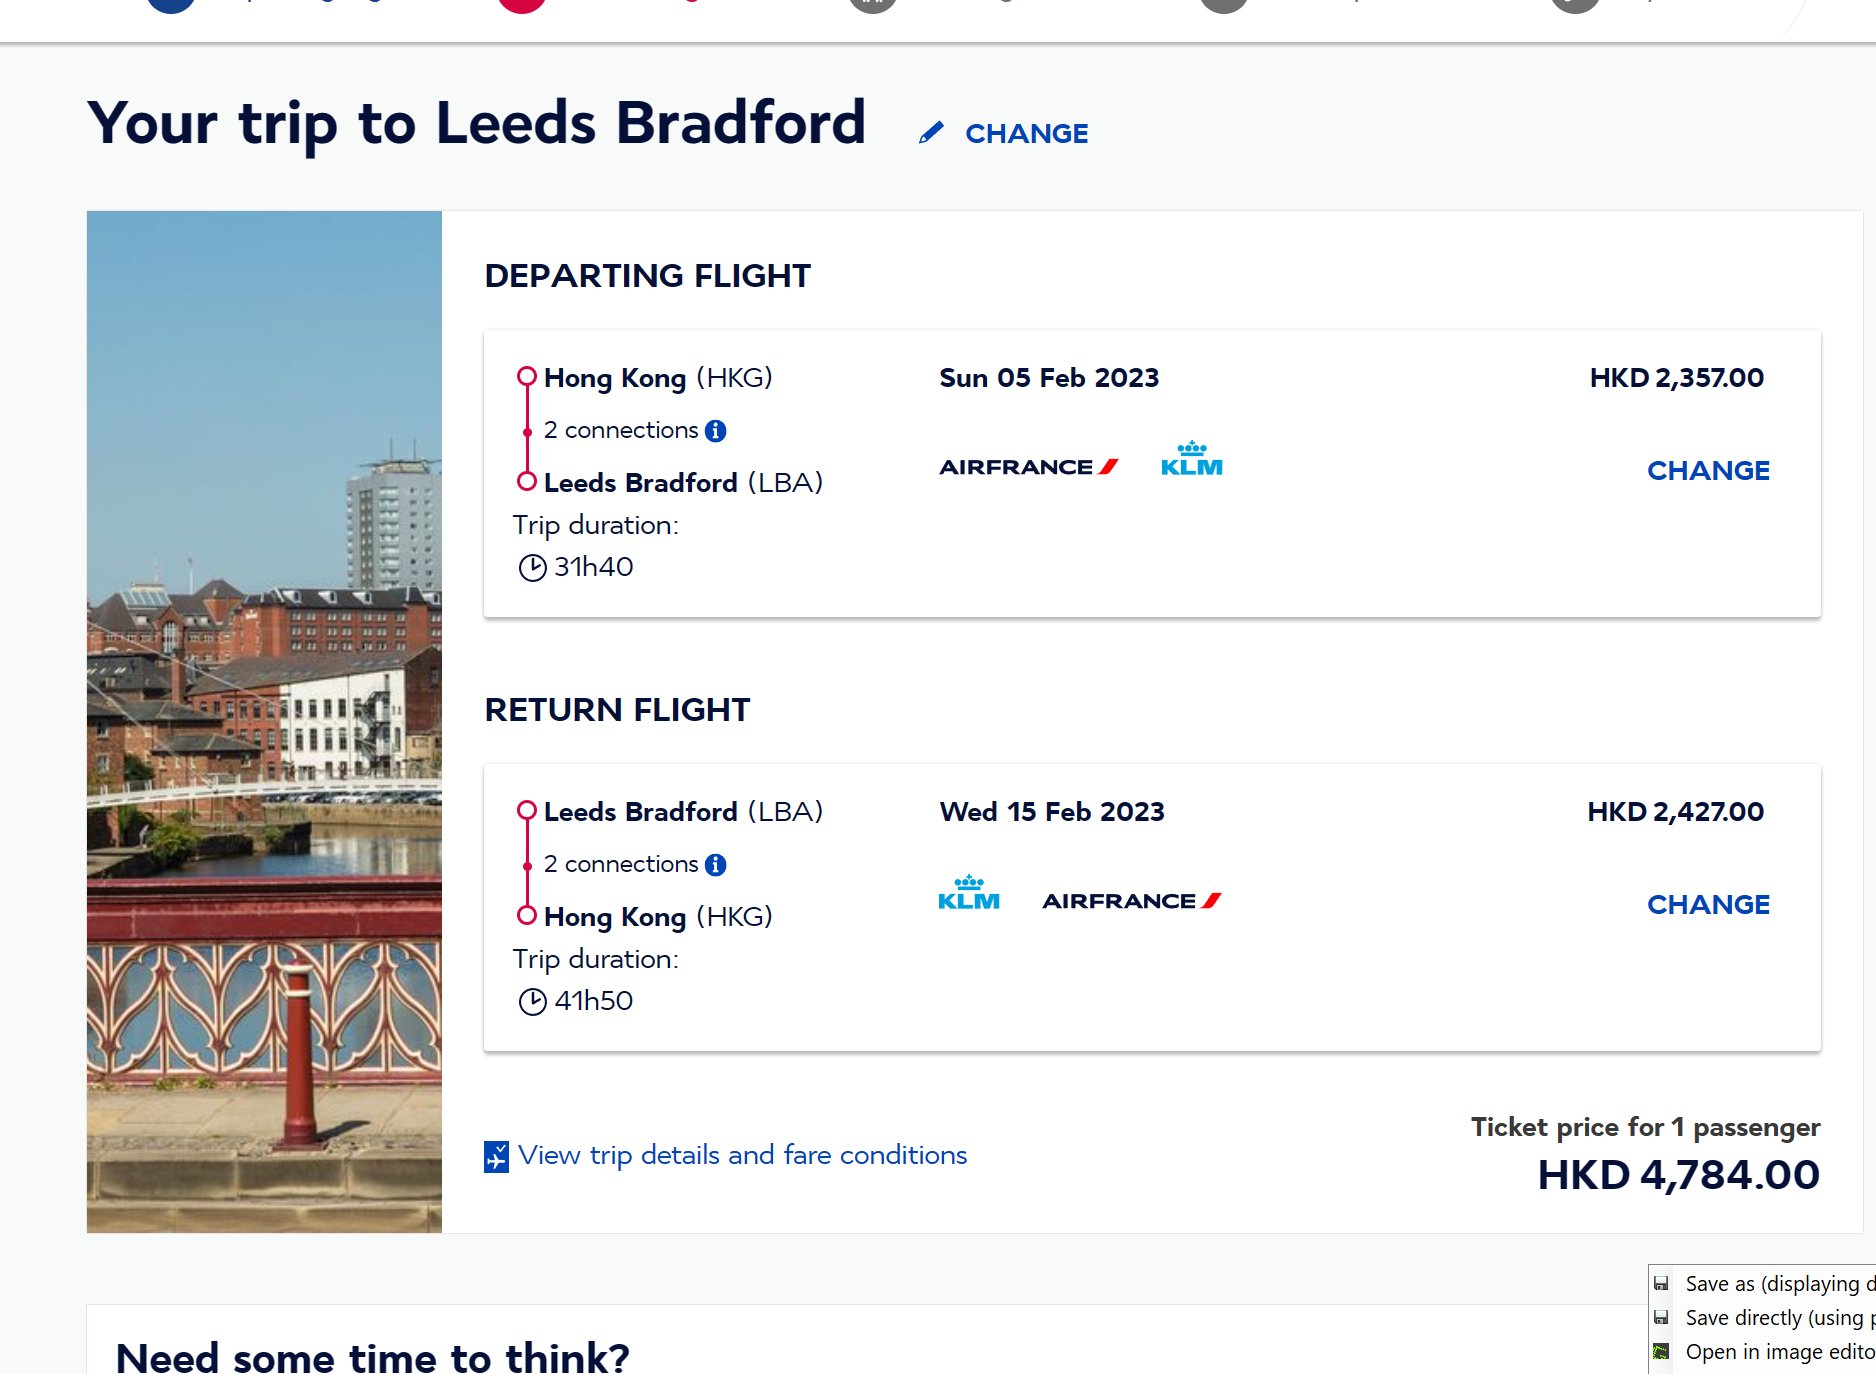 Your trip to Leeds Bradford
CHANGE
DEPARTING FLIGHT
Hong Kong (HKG)
Sun 05 Feb 2023
HKD 2,357.00
2 connections
AIRFRANCE
KLM
CHANGE
Leeds Bradford (LBA)
Trip duration:
31h40
RETURN FLIGHT
Leeds Bradford (LBA)
Wed 15 Feb 2023
HKD 2,427.00
2 connections
KLM
AIRFRANCE
CHANGE
Hong Kong (HKG)
Trip duration:
41h50
View trip details and fare conditions
Ticket price for 1 passenger
HKD 4,784.00
Save as (displaying
Save directly (using
Open in image
Need some time to think?